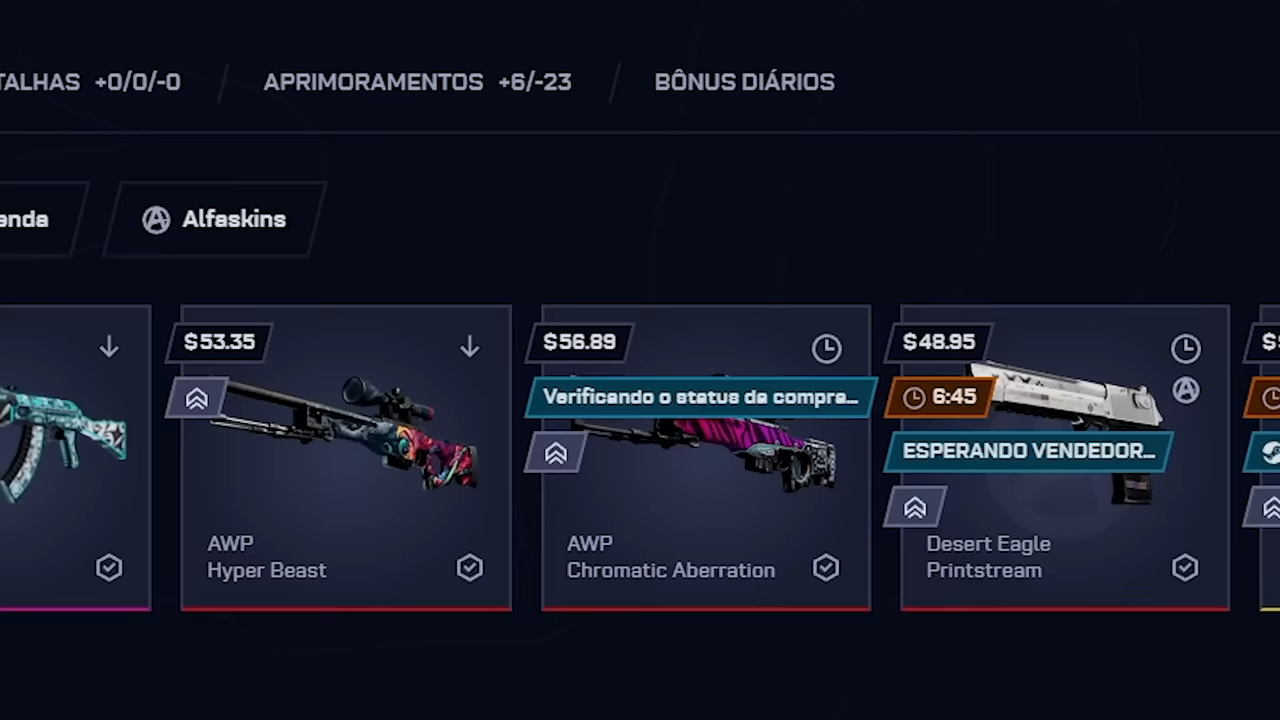 TALHAS +0/0/-0 / APRIMORAMENTOS +6/-23 / BÔNUS DIÁRIOS
enda
Alfaskins
$53.35
AWP
Hyper Beast
$56.89
Verificando o status da compra...
AWP
Chromatic Aberration
$48.95
6:45
ESPERANDO VENDEDOR...
Desert Eagle
Printstream